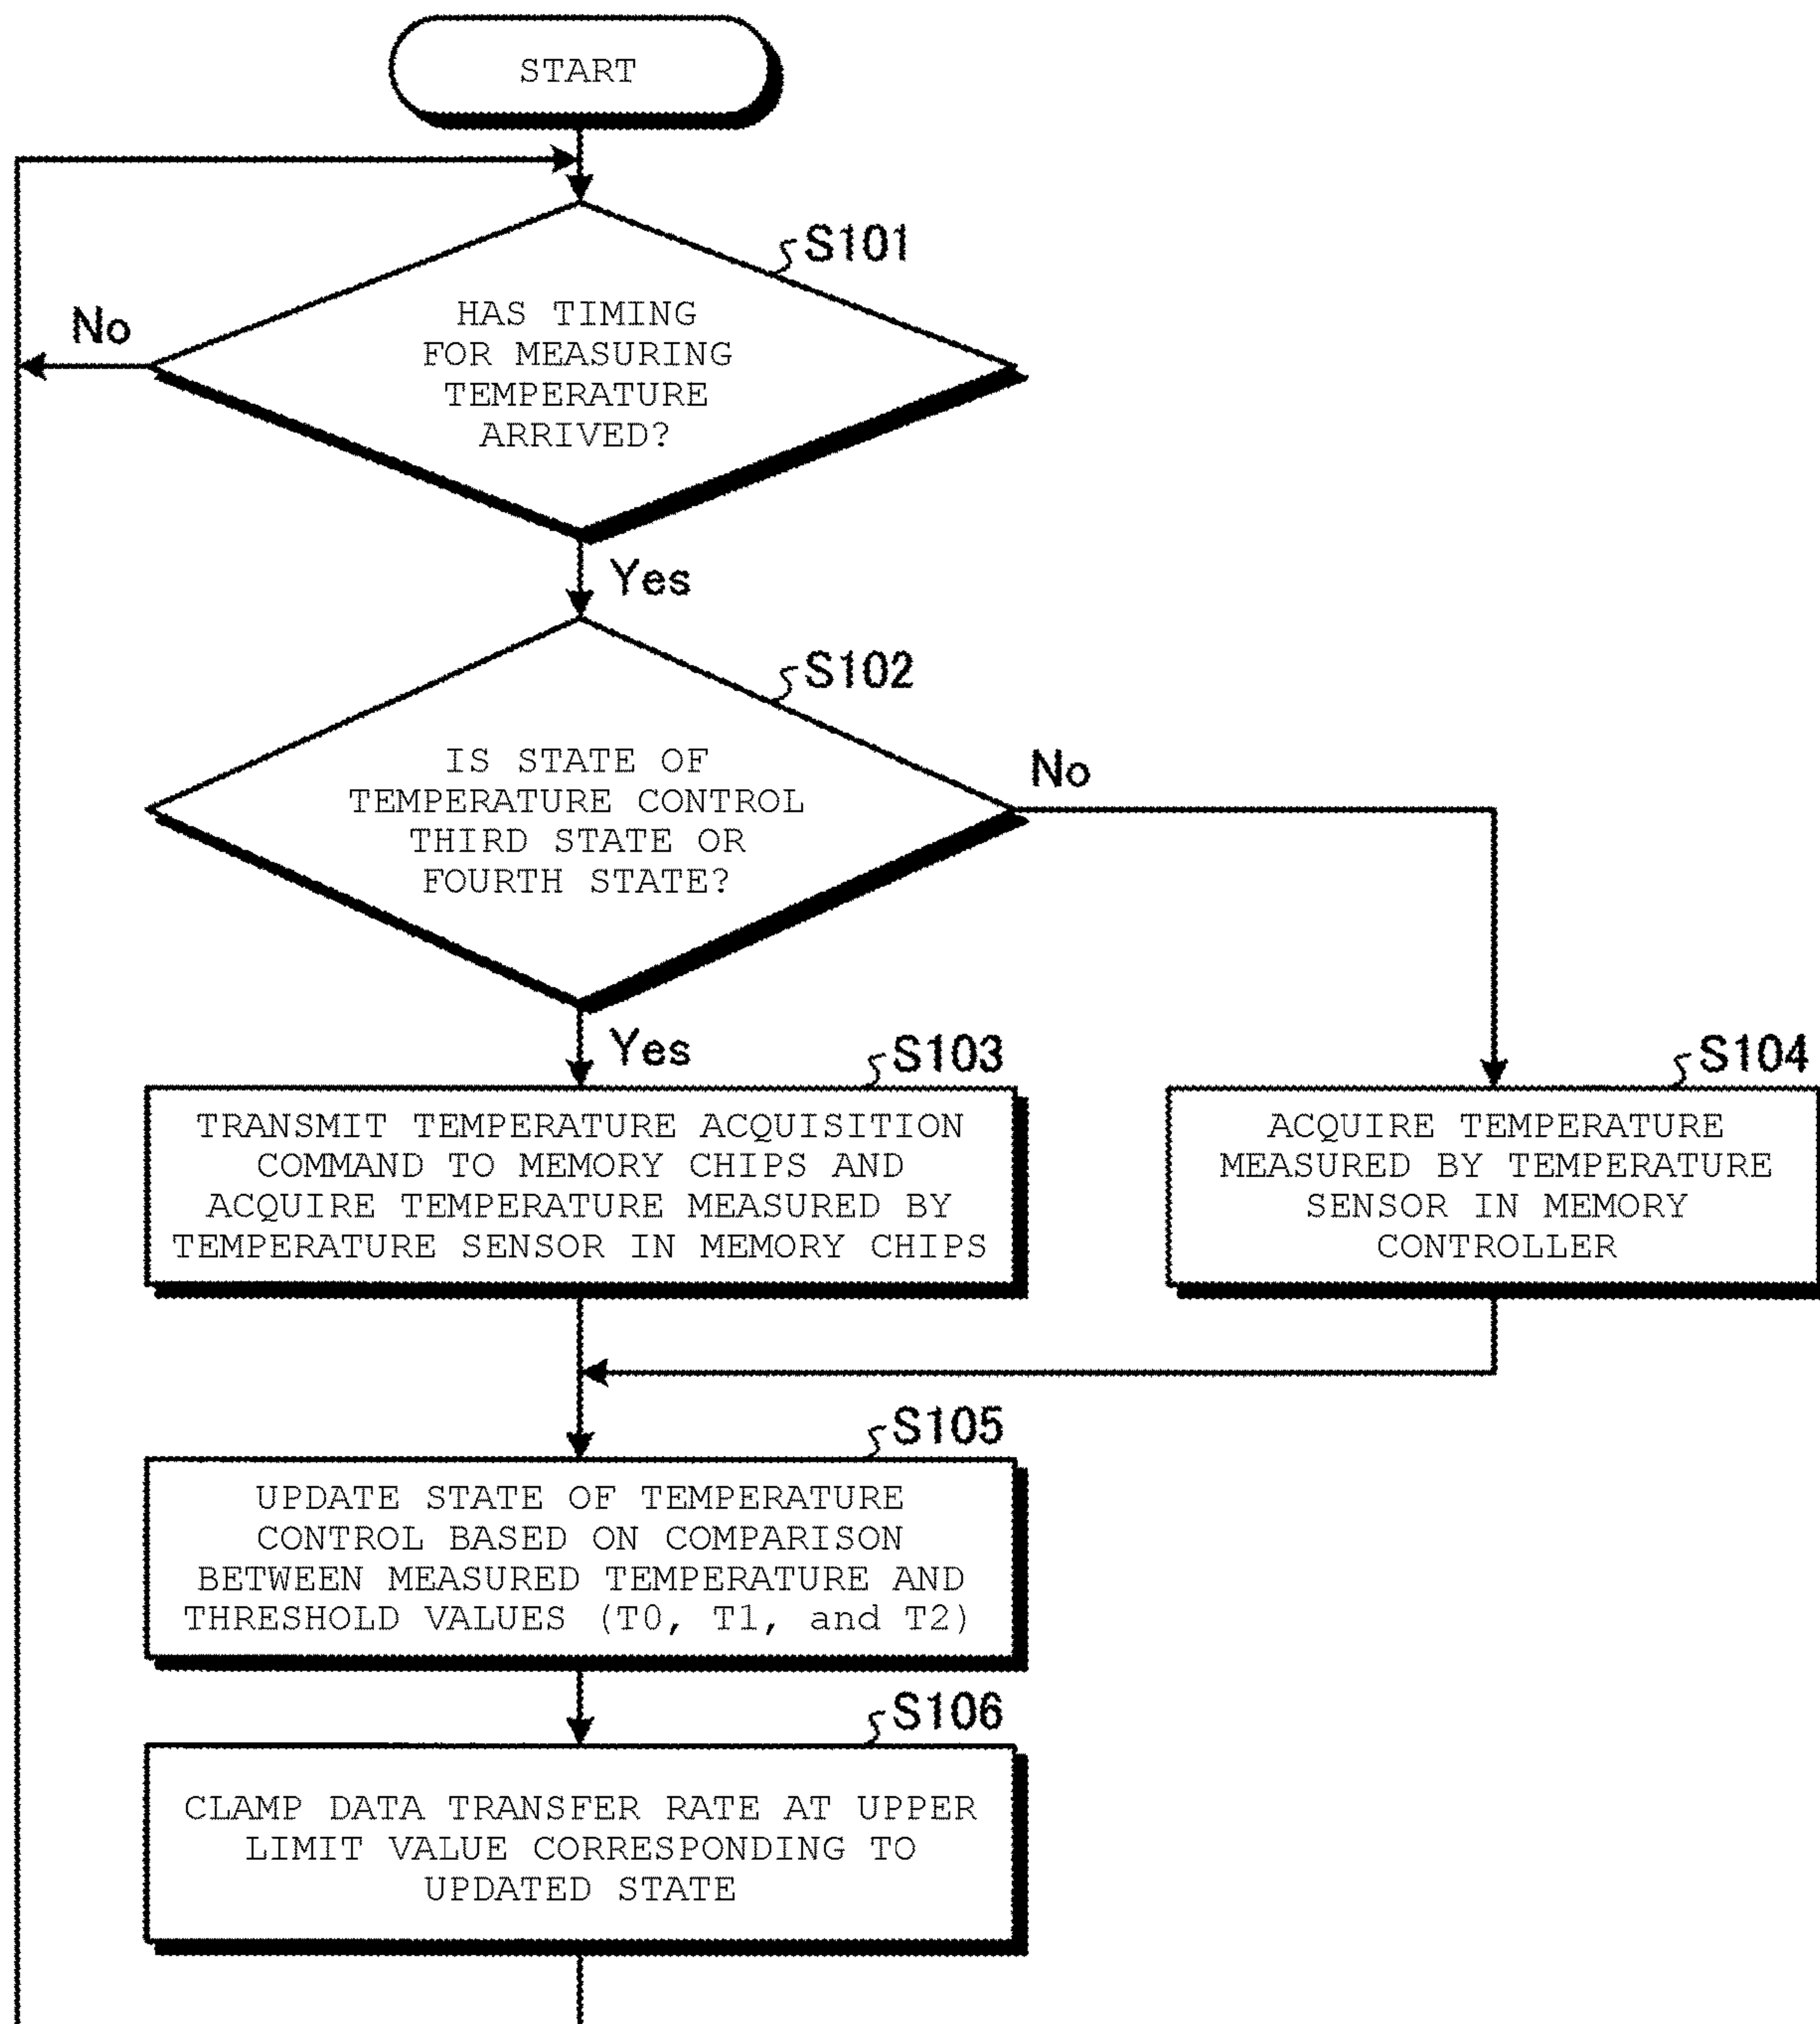 START
S101
HAS TIMING
FOR MEASURING
TEMPERATURE
ARRIVED?
No
Yes
S102
IS STATE OF
TEMPERATURE CONTROL
THIRD STATE OR
FOURTH STATE?
No
Yes
S103
TRANSMIT TEMPERATURE ACQUISITION
COMMAND TO MEMORY CHIPS AND
ACQUIRE TEMPERATURE MEASURED BY
TEMPERATURE SENSOR IN MEMORY CHIPS
S104
ACQUIRE TEMPERATURE
MEASURED BY TEMPERATURE
SENSOR IN MEMORY
CONTROLLER
S105
UPDATE STATE OF TEMPERATURE
CONTROL BASED ON COMPARISON
BETWEEN MEASURED TEMPERATURE AND
THRESHOLD VALUES (T0, T1, and T2)
S106
CLAMP DATA TRANSFER RATE AT UPPER
LIMIT VALUE CORRESPONDING TO
UPDATED STATE